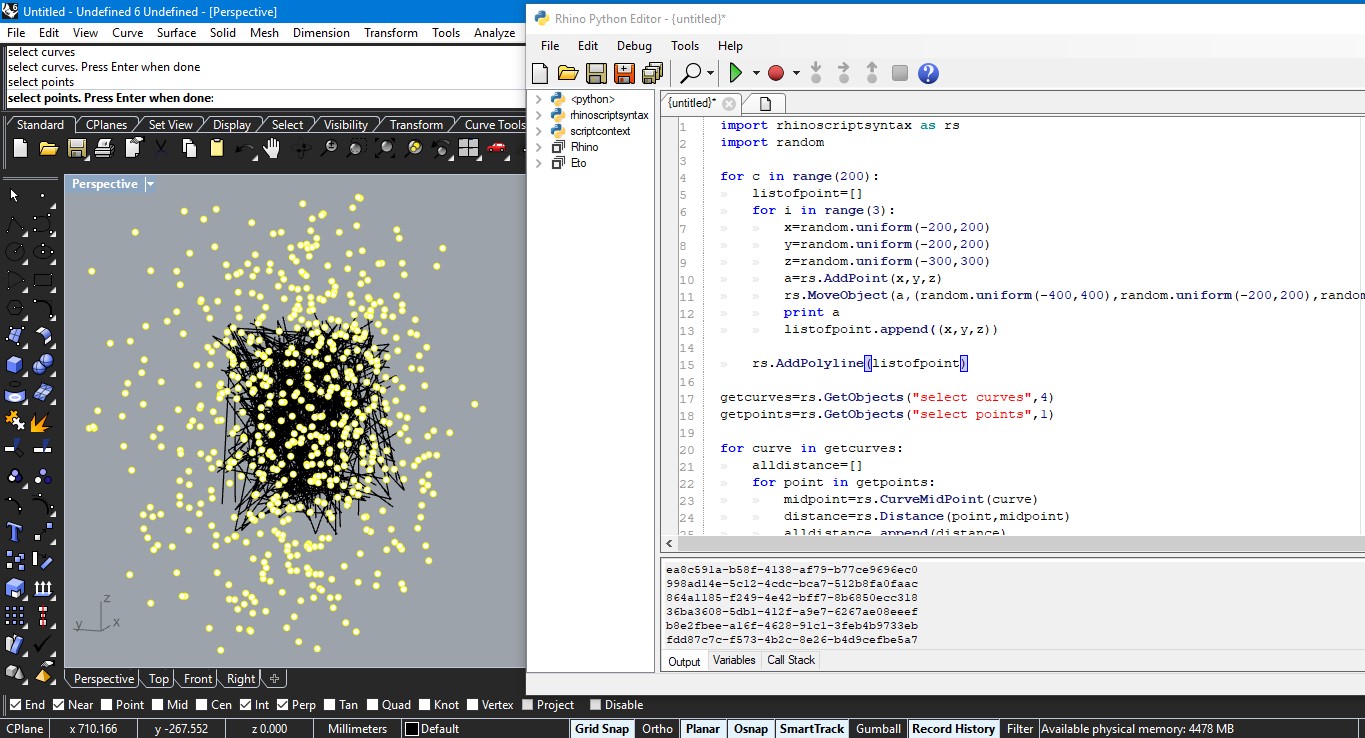 Untitled - Undefined 6 Undefined - [Perspective]
File Edit View Curve Surface Solid Mesh Dimension Transform Tools Analyze
select curves
select curves. Press Enter when done
select points
select points. Press Enter when done:
Standard CPlanes Set View Display Select Visibility Transform Curve Tools
Perspective
z
y x
Perspective Top Front Right
Rhino Python Editor - {untitled}*
File Edit Debug Tools Help
<python>
rhinoscriptsyntax
scriptcontext
Rhino
Eto
{untitled}*
1 import rhinoscriptsyntax as rs
2 import random
3
4 for c in range(200):
5 listofpoint=[]
6 for i in range(3):
7 x=random.uniform(-200,200)
8 y=random.uniform(-200,200)
9 z=random.uniform(-300,300)
10 a=rs.AddPoint(x,y,z)
11 rs.MoveObject(a,(random.uniform(-400,400),random.uniform(-200,200),random
12 print a
13 listofpoint.append((x,y,z))
14
15 rs.AddPolyline(listofpoint)
16
17 getcurves=rs.GetObjects("select curves",4)
18 getpoints=rs.GetObjects("select points",1)
19
20 for curve in getcurves:
21 alldistance=[]
22 for point in getpoints:
23 midpoint=rs.CurveMidPoint(curve)
24 distance=rs.Distance(point,midpoint)
25 alldistance.append(distance)
ea8c591a-b58f-4138-af79-b77ce9696ec0
998ad14e-5c12-4cdc-bca7-512b8fa0faac
864a1185-f249-4e42-bff7-8b6850ecc318
36ba3608-5db1-412f-a9e7-6267ae08eeef
b8e2fbee-a16f-4628-91c1-3feb4b9733eb
fdd87c7c-f573-4b2c-8e26-b4d9cefbe5a7
Output Variables Call Stack
End Near Point Mid Cen Int Perp Tan Quad Knot Vertex Project Disable
CPlane x 710.166 y -267.552 z 0.000 Millimeters Default Grid Snap Ortho Planar Osnap SmartTrack Gumball Record History Filter Available physical memory: 4478 MB